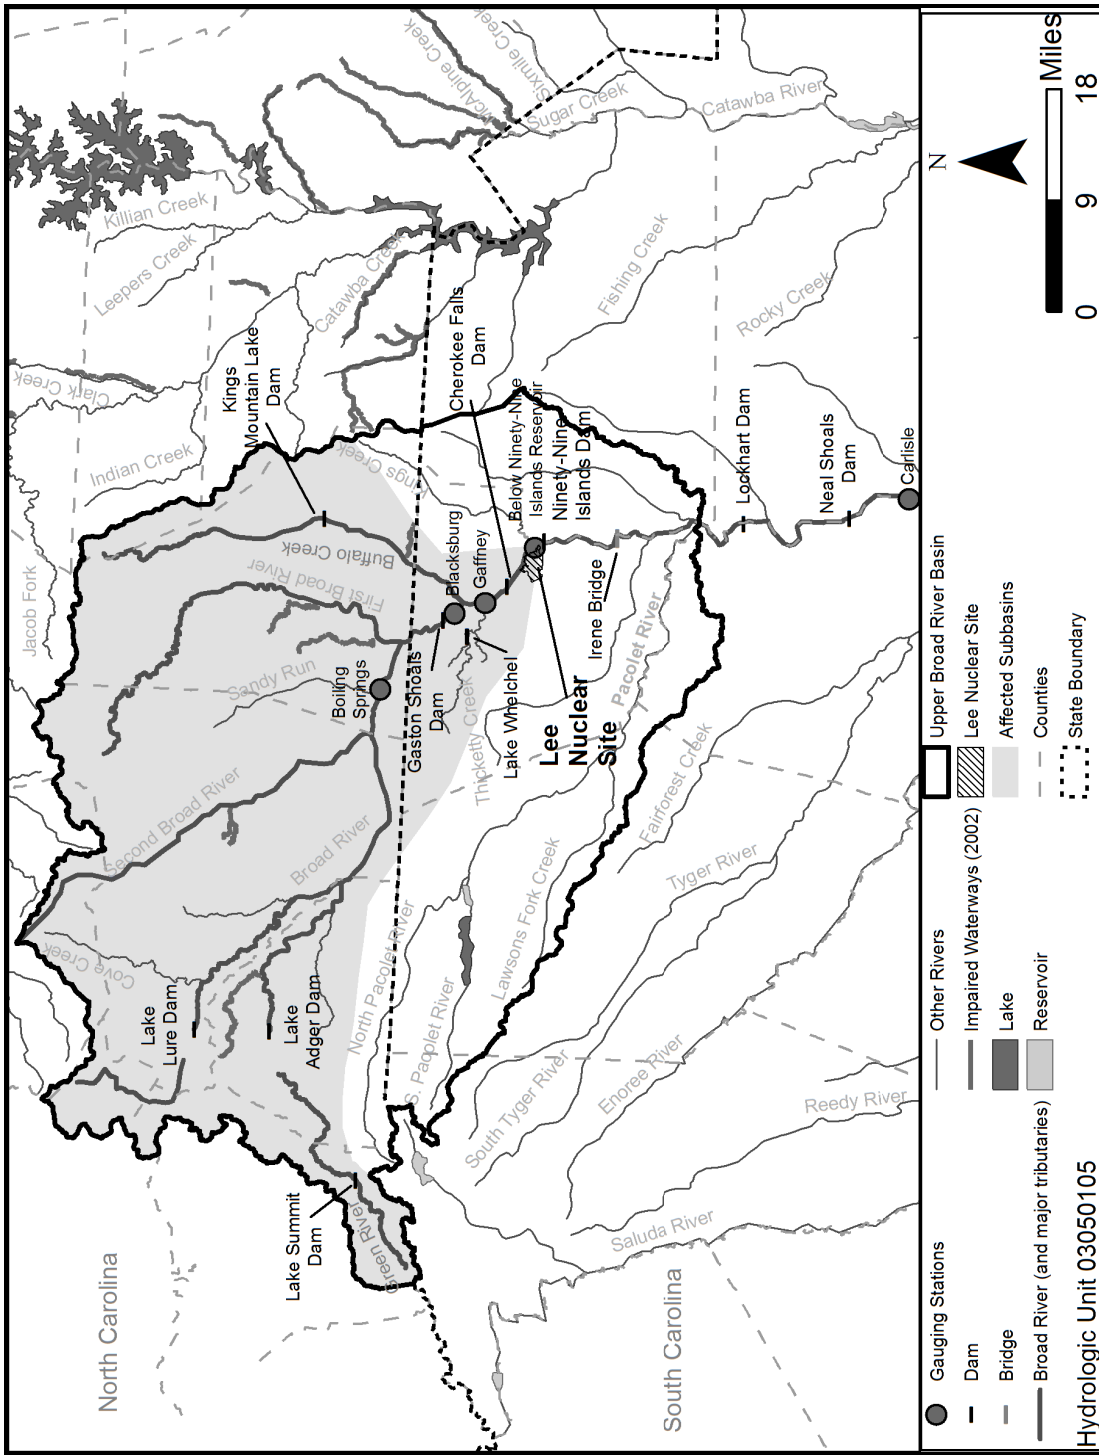 North Carolina
South Carolina
Jacob Fork
Clark Creek
Indian Creek
Leepers Creek
Killian Creek
Catawba Creek
McAlpine Creek
Sixmile Creek
Sugar Creek
Catawba River
Fishing Creek
Rocky Creek
Kings
Mountain Lake
Dam
Cherokee Falls
Dam
Kings Creek
Buffalo Creek
First Broad River
Sandy Run
Second Broad River
Broad River
Cove Creek
Lake
Lure Dam
Lake
Adger Dam
Lake Summit
Dam
Green River
Boiling
Springs
Gaston Shoals
Dam
Blacksburg
Gaffney
Below Ninety-Nine
Islands Reservoir
Ninety-Nine
Islands Dam
Lake Whelchel
Thicketty Creek
Lee
Nuclear
Site
Irene Bridge
Pacolet River
Lockhart Dam
Neal Shoals
Dam
Carlisle
North Pacolet River
S. Pacplet River
Lawsons Fork Creek
Fairforest Creek
Tyger River
South Tyger River
Enoree River
Reedy River
Saluda River
N
0 9 18
Miles
Gauging Stations
Dam
Bridge
Broad River (and major tributaries)
Other Rivers
Impaired Waterways (2002)
Lake
Reservoir
Upper Broad River Basin
Lee Nuclear Site
Affected Subbasins
Counties
State Boundary
Hydrologic Unit 03050105